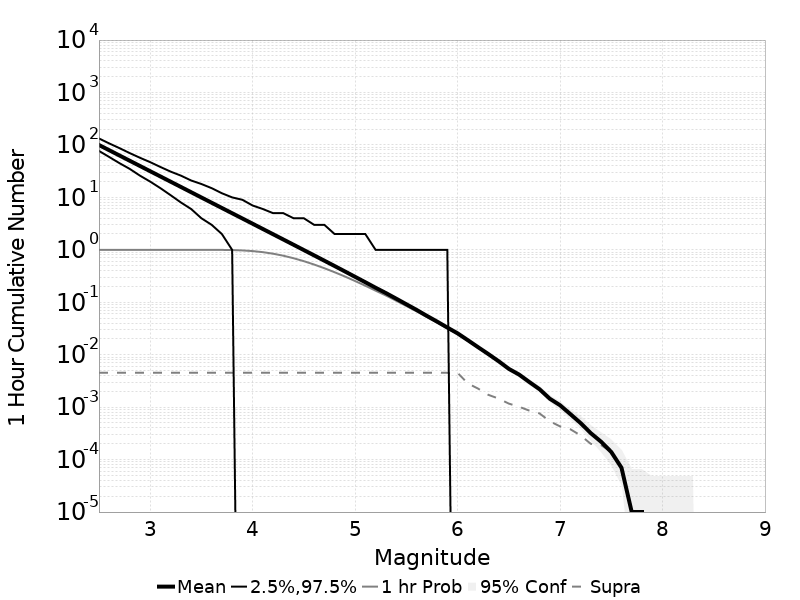 10^4
10^3
10^2
10^1
10^0
10^-1
10^-2
10^-3
10^-4
10^-5
1 Hour Cumulative Number
3 4 5 6 7 8 9
Magnitude
Mean 2.5%,97.5% 1 hr Prob 95% Conf Supra